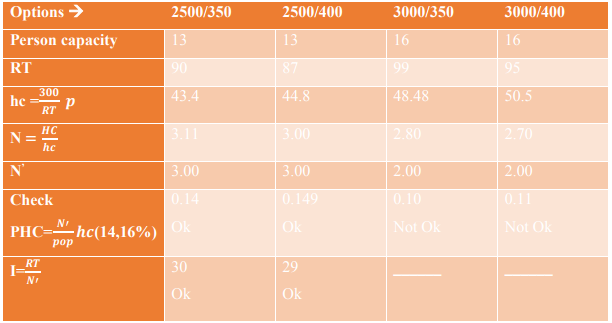 Options → 2500/350 2500/400 3000/350 3000/400
Person capacity 13 13 16 16
RT 90 87 99 95
hc = 300/RT p 43.4 44.8 48.48 50.5
N = HC/hc 3.11 3.00 2.80 2.70
N' 3.00 3.00 2.00 2.00
Check 0.14 0.149 0.10 0.11
PHC= N′/pop hc(14,16%) Ok Ok Not Ok Not Ok
I= RT/N′ 30 29 ______ ______
Ok Ok